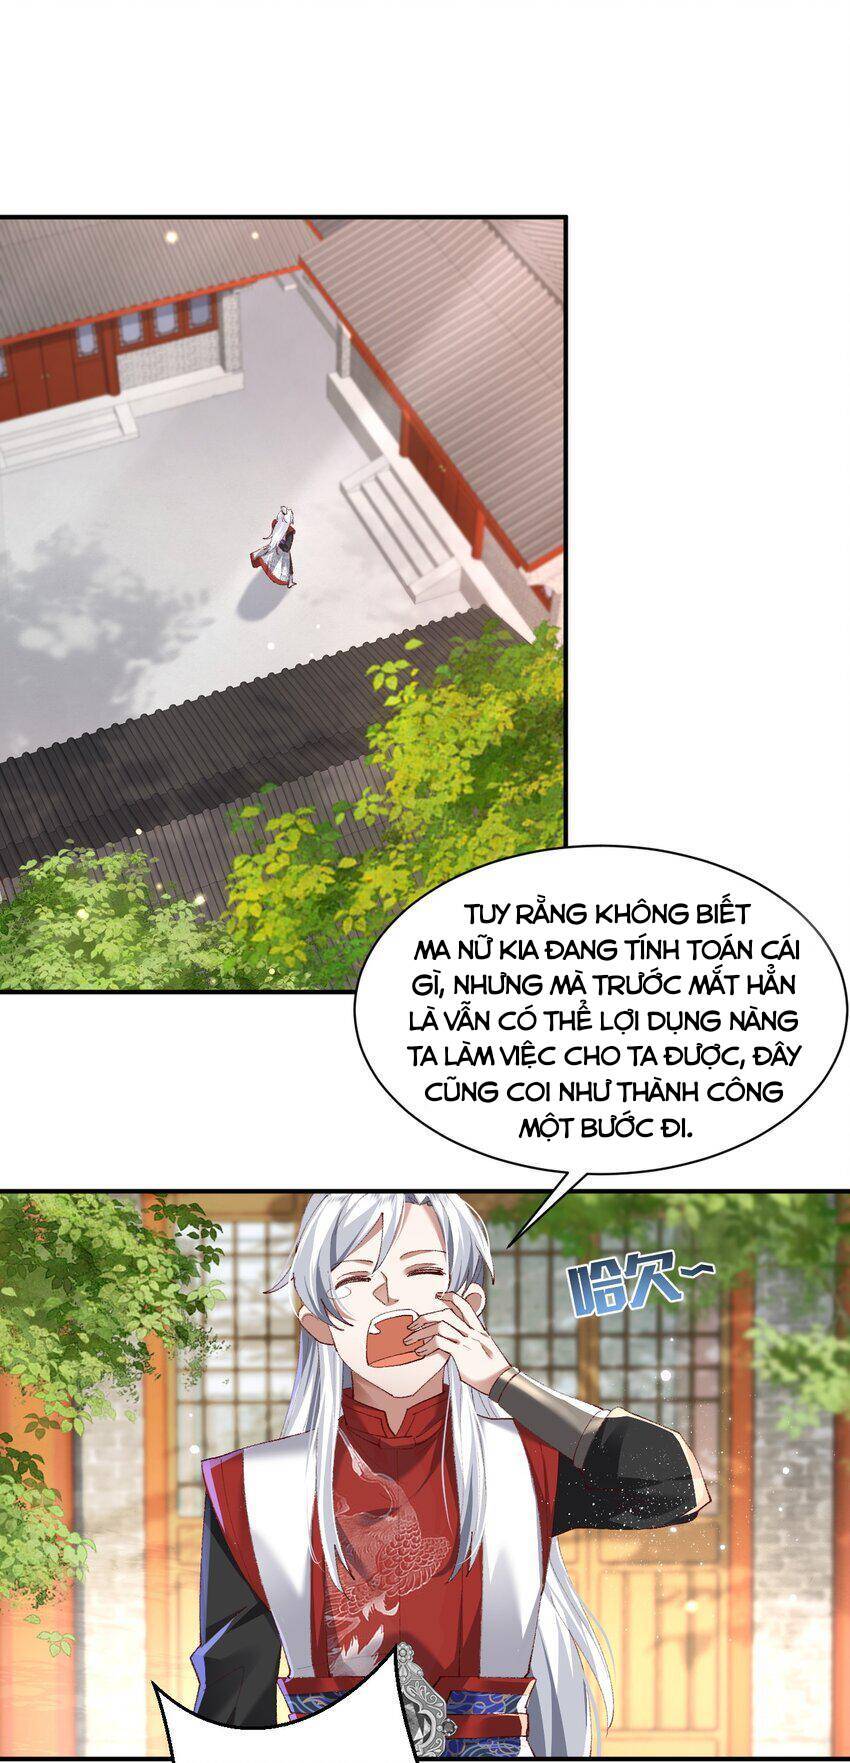 TUY RẰNG KHÔNG BIẾT
MA NỮ KIA ĐANG TÍNH TOÁN CÁI
GÌ, NHƯNG MÀ TRƯỚC MẮT HẲN
LÀ VẪN CÓ THỂ LỢI DỤNG NÀNG
TA LÀM VIỆC CHO TA ĐƯỢC, ĐÂY
CŨNG COI NHƯ THÀNH CÔNG
MỘT BƯỚC ĐI.
哈欠~